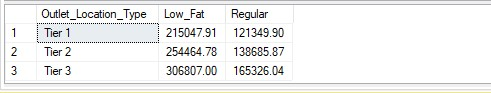 Outlet_Location_Type Low_Fat Regular
1 Tier 1 215047.91 121349.90
2 Tier 2 254464.78 138685.87
3 Tier 3 306807.00 165326.04